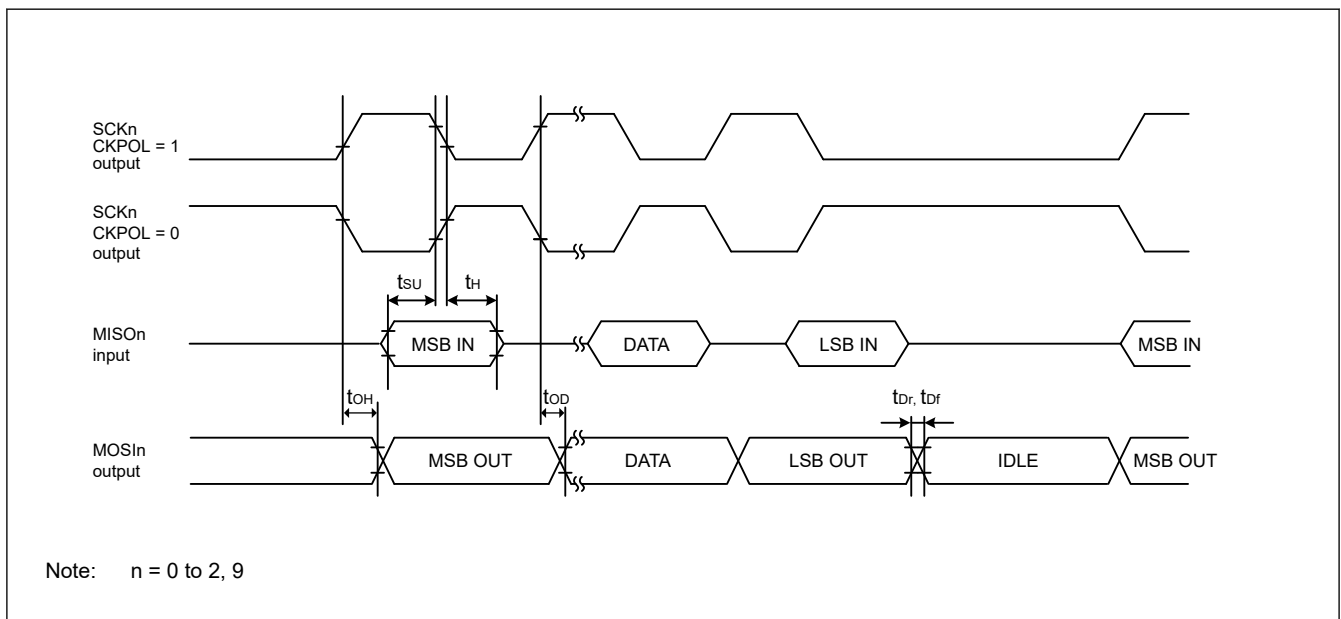 SCKn
CKPOL = 1
output
SCKn
CKPOL = 0
output
tSU
tH
MISOn
input
MSB IN
DATA
LSB IN
MSB IN
tOH
tOD
tDr, tDf
MOSIn
output
MSB OUT
DATA
LSB OUT
IDLE
MSB OUT
Note: n = 0 to 2, 9